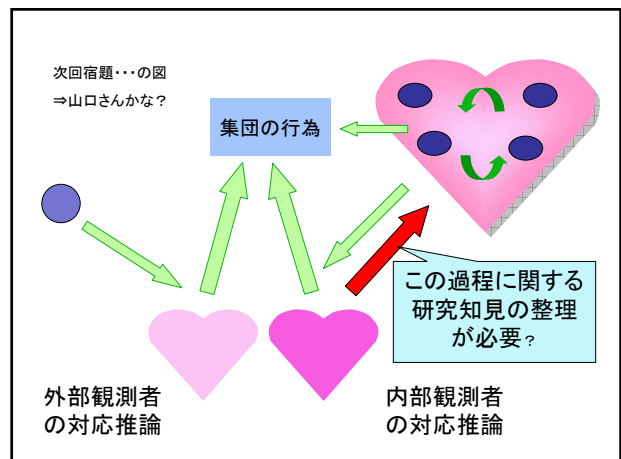 次回宿題・・・の図
⇒山口さんかな？
集団の行為
この過程に関する
研究知見の整理
が必要？
外部観測者
の対応推論
内部観測者
の対応推論